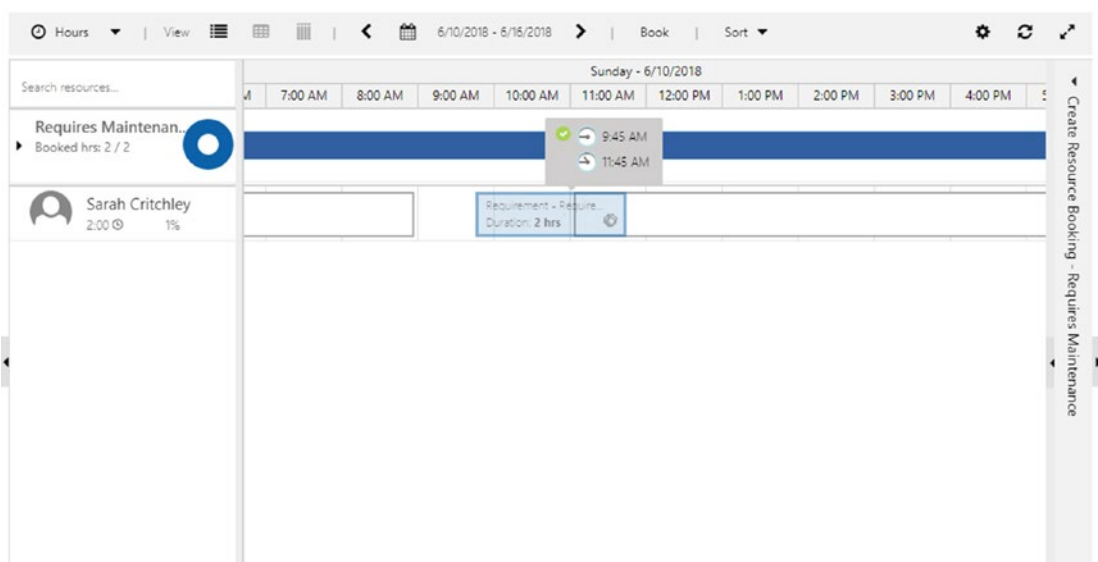 Hours | View | 6/10/2018 - 6/16/2018 | Book | Sort
Search resources...
Sunday - 6/10/2018
M 7:00 AM 8:00 AM 9:00 AM 10:00 AM 11:00 AM 12:00 PM 1:00 PM 2:00 PM 3:00 PM 4:00 PM
Requires Maintenan...
Booked hrs: 2 / 2
9:45 AM
11:45 AM
Sarah Critchley
2:00 1%
Requirement - Require...
Duration: 2 hrs
Create Resource Booking - Requires Maintenance